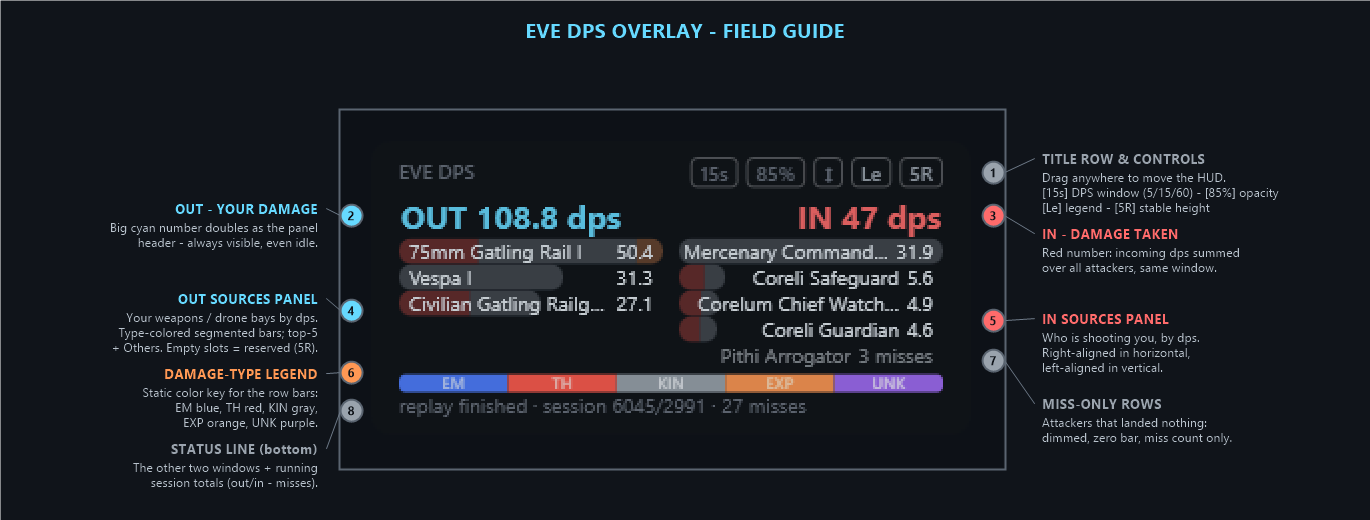 EVE DPS OVERLAY - FIELD GUIDE
OUT - YOUR DAMAGE
Big cyan number doubles as the panel
header - always visible, even idle.
OUT SOURCES PANEL
Your weapons / drone bays by dps.
Type-colored segmented bars; top-5
+ Others. Empty slots = reserved (5R).
DAMAGE-TYPE LEGEND
Static color key for the row bars:
EM blue, TH red, KIN gray,
EXP orange, UNK purple.
STATUS LINE (bottom)
The other two windows + running
session totals (out/in - misses).
2
4
6
8
EVE DPS
15s 85% ‡ Le 5R
OUT 108.8 dps
IN 47 dps
75mm Gatling Rail I 50.4
Vespa I 31.3
Civilian Gatling Railg... 27.1
Mercenary Command... 31.9
Coreli Safeguard 5.6
Corelum Chief Watch... 4.9
Coreli Guardian 4.6
Pithi Arrogator 3 misses
EM TH KIN EXP UNK
replay finished · session 6045/2991 · 27 misses
1
3
5
7
TITLE ROW & CONTROLS
Drag anywhere to move the HUD.
[15s] DPS window (5/15/60) - [85%] opacity
[Le] legend - [5R] stable height
IN - DAMAGE TAKEN
Red number: incoming dps summed
over all attackers, same window.
IN SOURCES PANEL
Who is shooting you, by dps.
Right-aligned in horizontal,
left-aligned in vertical.
MISS-ONLY ROWS
Attackers that landed nothing:
dimmed, zero bar, miss count only.